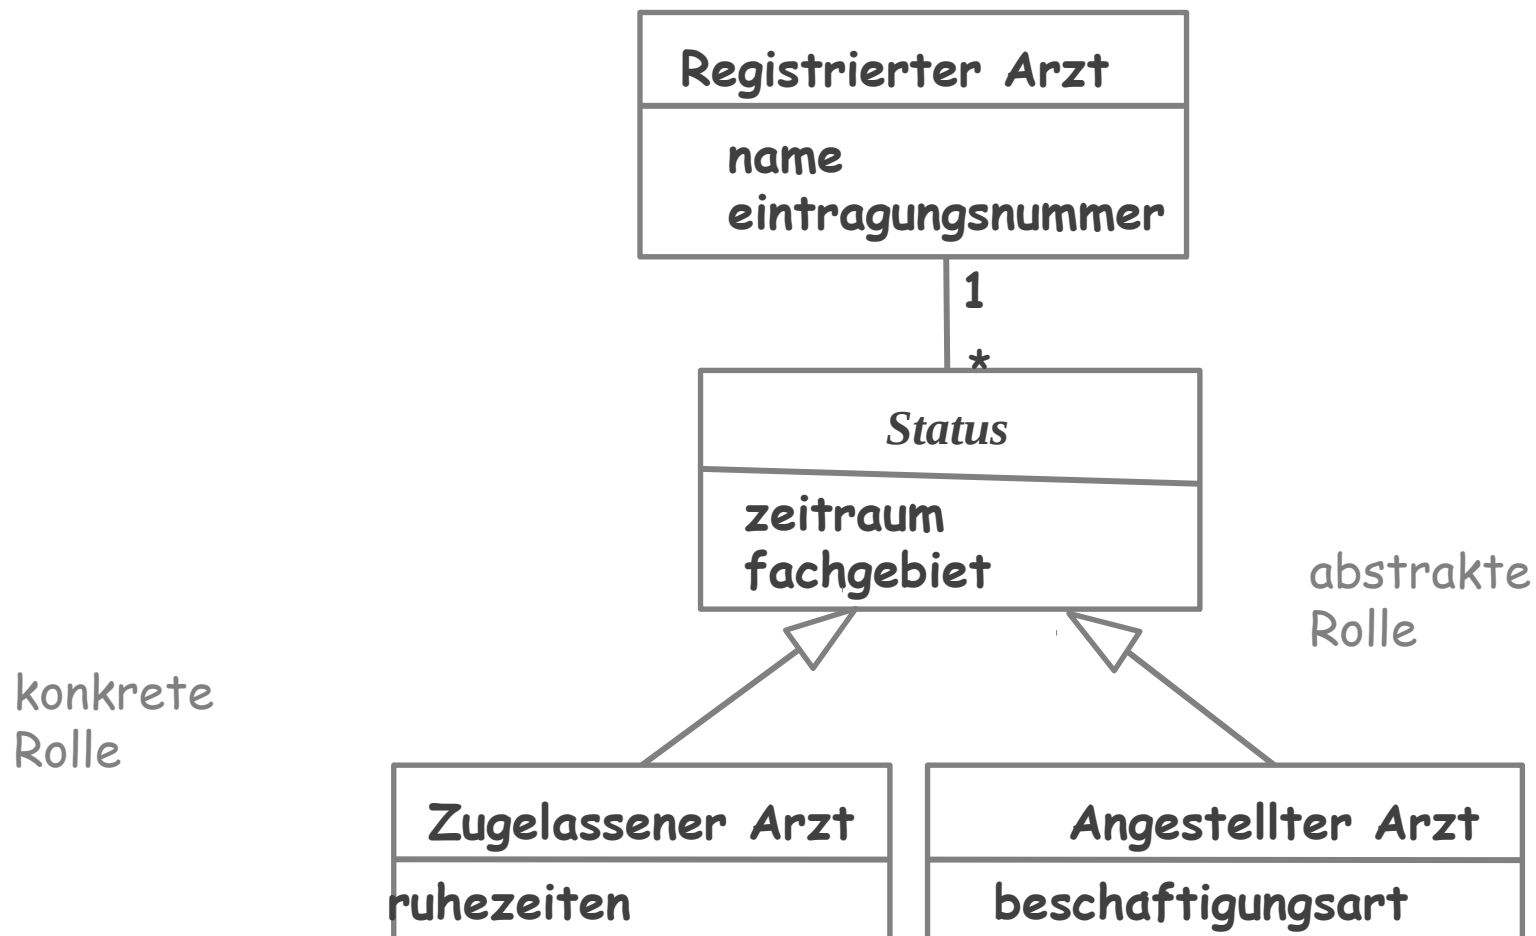 Registrierter Arzt
name
eintragungsnummer
1
*
Status
zeitraum
fachgebiet
abstrakte
Rolle
konkrete
Rolle
Zugelassener Arzt
Angestellter Arzt
ruhezeiten
beschaftigungsart